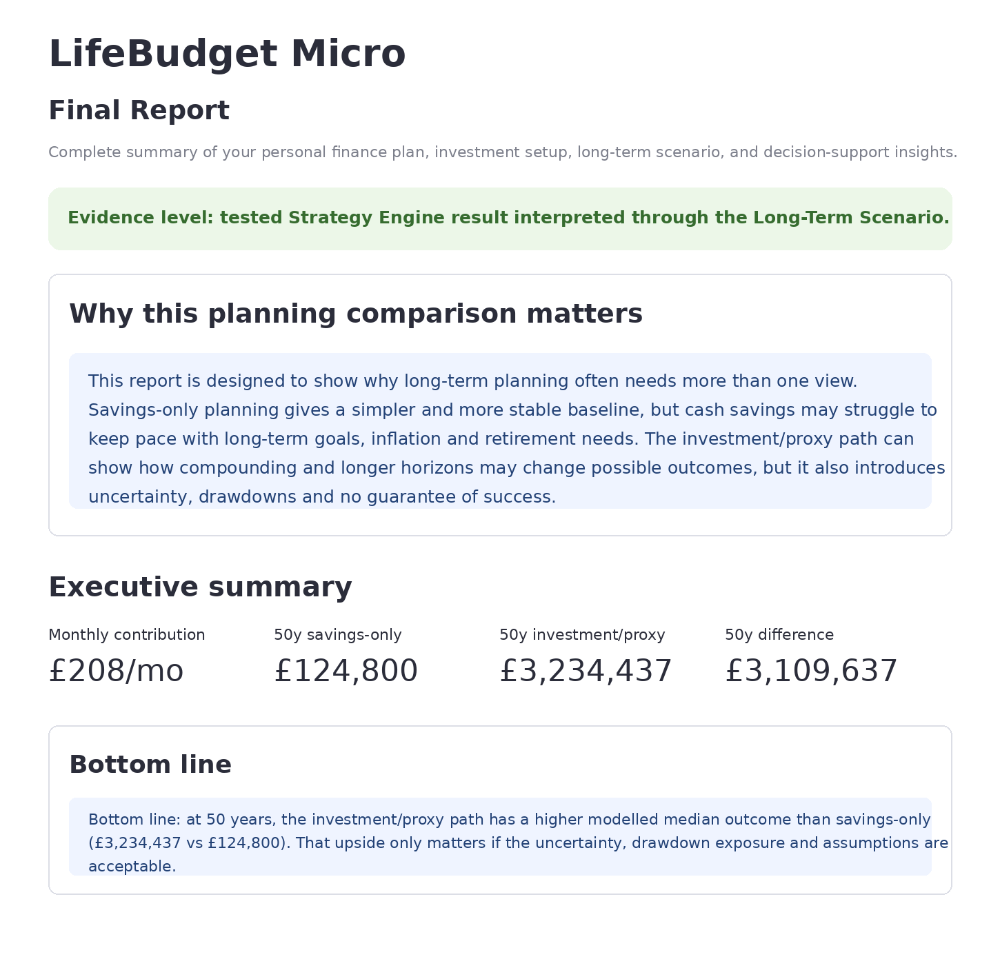 LifeBudget Micro
Final Report
Complete summary of your personal finance plan, investment setup, long-term scenario, and decision-support insights.
Evidence level: tested Strategy Engine result interpreted through the Long-Term Scenario.
Why this planning comparison matters
This report is designed to show why long-term planning often needs more than one view.
Savings-only planning gives a simpler and more stable baseline, but cash savings may struggle to
keep pace with long-term goals, inflation and retirement needs. The investment/proxy path can
show how compounding and longer horizons may change possible outcomes, but it also introduces
uncertainty, drawdowns and no guarantee of success.
Executive summary
Monthly contribution 50y savings-only 50y investment/proxy 50y difference
£208/mo £124,800 £3,234,437 £3,109,637
Bottom line
Bottom line: at 50 years, the investment/proxy path has a higher modelled median outcome than savings-only
(£3,234,437 vs £124,800). That upside only matters if the uncertainty, drawdown exposure and assumptions are
acceptable.